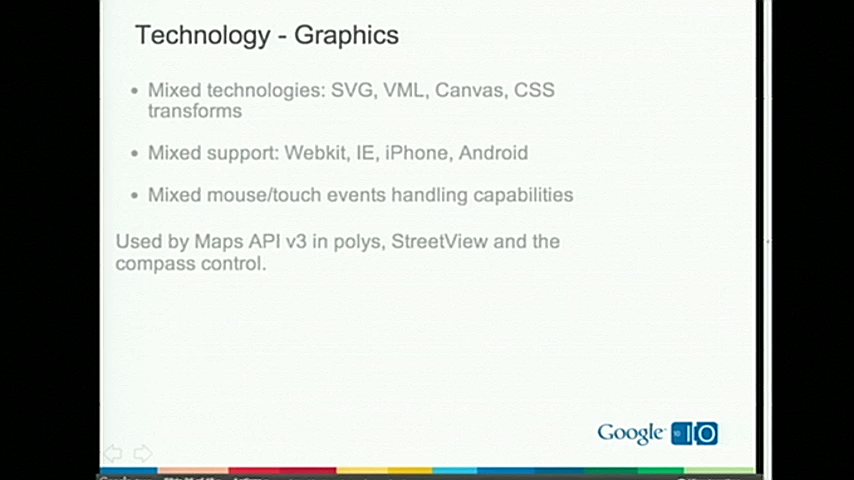 Technology - Graphics
• Mixed technologies: SVG, VML, Canvas, CSS
transforms
• Mixed support: Webkit, IE, iPhone, Android
• Mixed mouse/touch events handling capabilities
Used by Maps API v3 in polys, StreetView and the
compass control.
Google IO